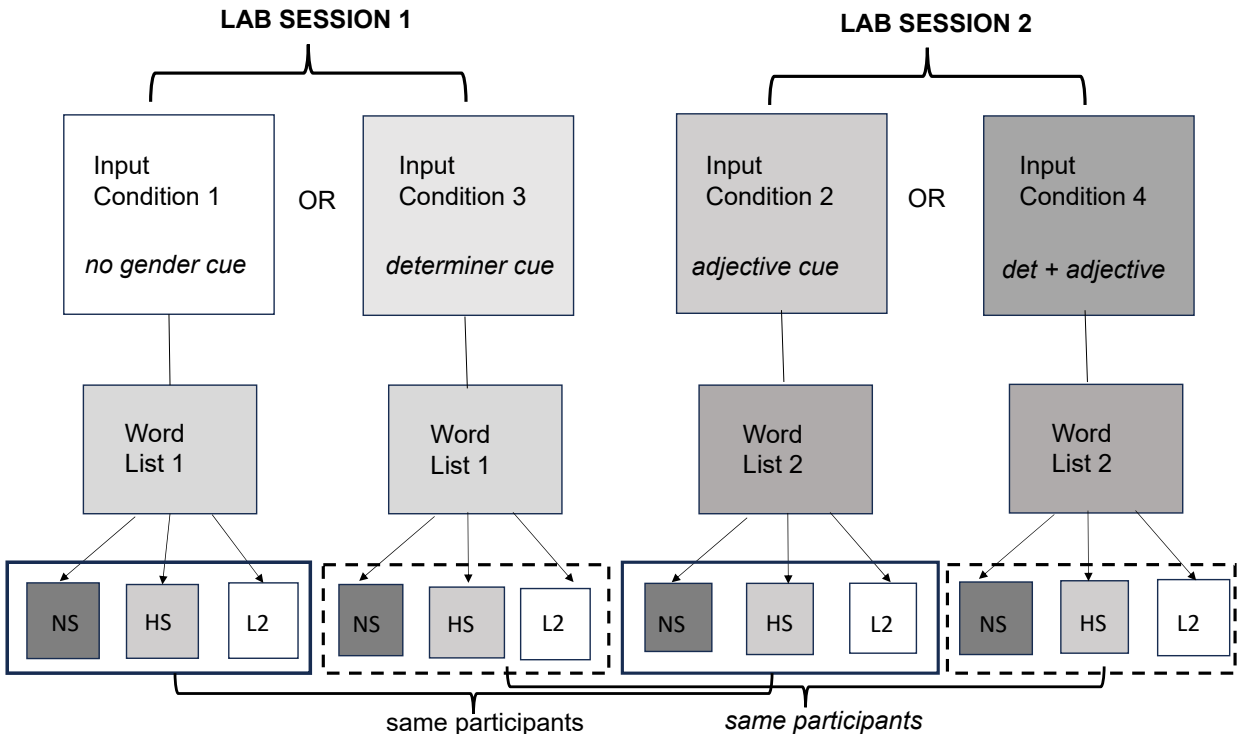 LAB SESSION 1
LAB SESSION 2
Input
Condition 1
no gender cue
OR
Input
Condition 3
determiner cue
Input
Condition 2
adjective cue
OR
Input
Condition 4
det + adjective
Word
List 1
Word
List 1
Word
List 2
Word
List 2
NS
HS
L2
NS
HS
L2
NS
HS
L2
NS
HS
L2
same participants
same participants